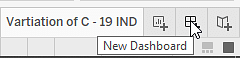 Vartiation of C - 19 IND
New Dashboard